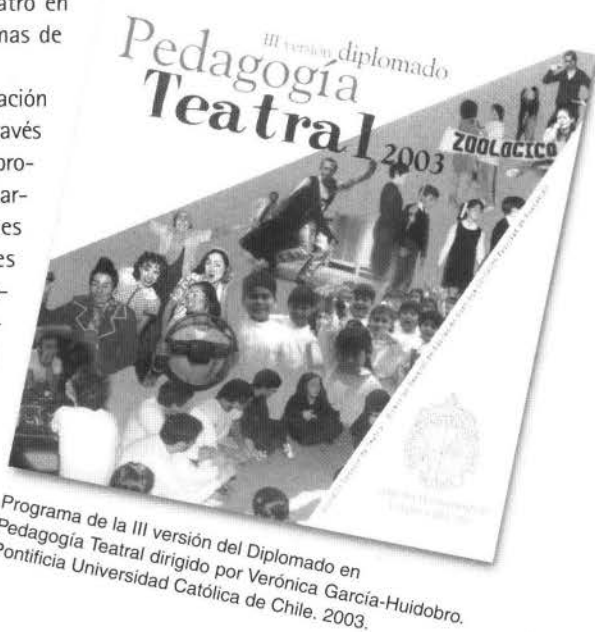 atro en
mas de
ación
avés
pro-
ar-
es
es
-
-
III versión diplomado
Pedagogía
Teatral 2003
ZOOLOGICO
Programa de la III versión del Diplomado en
Pedagogía Teatral dirigido por Verónica García-Huidobro.
Pontificia Universidad Católica de Chile. 2003.